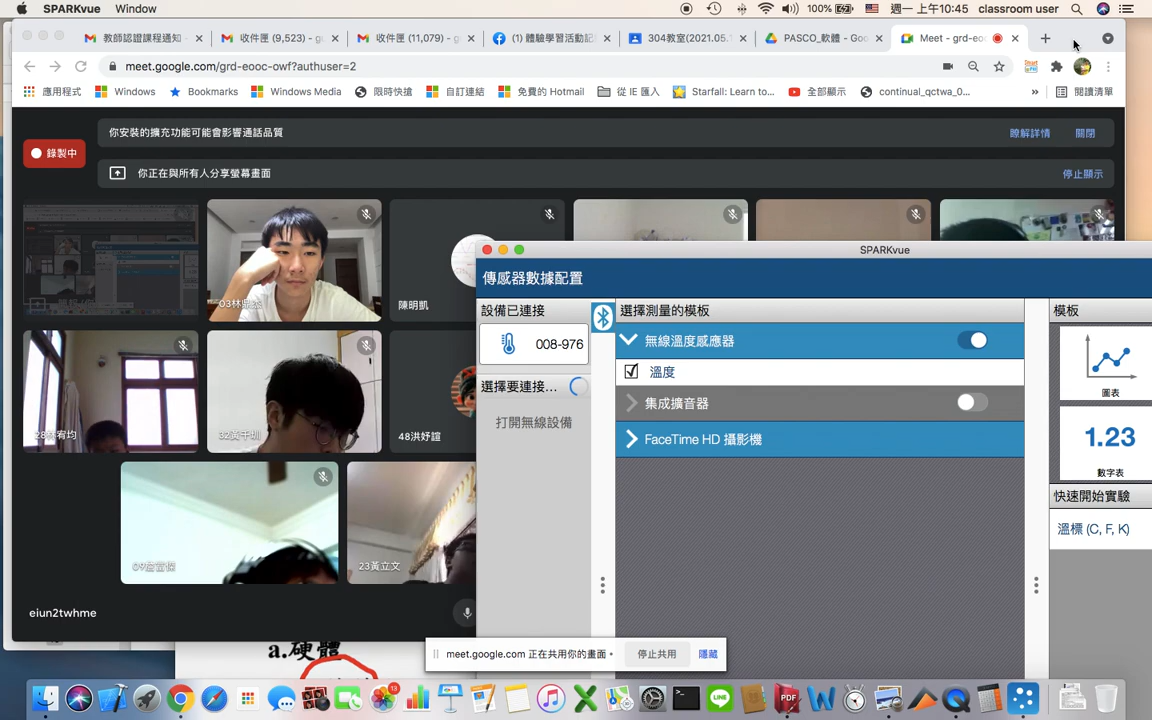 SPARKvue Window 100% 週一 上午10:45 classroom user
教師認證課程通知 -
收件匣 (9,523) - g
收件匣 (11,079) - g
(1) 體驗學習活動記
304教室(2021.05.1
PASCO_軟體 - Goo
Meet - grd-eoo
meet.google.com/grd-eooc-owf?authuser=2
應用程式 Windows Bookmarks Windows Media 限時快搶 自訂連結 免費的 Hotmail 從 IE 匯入 Starfall: Learn to... 全部顯示 continual_qctwa_0... » 閱讀清單
你安裝的擴充功能可能會影響通話品質 瞭解詳情 關閉
錄製中
你正在與所有人分享螢幕畫面 停止顯示
SPARKvue
傳感器數據配置
陳明凱
設備已連接
選擇測量的模板
模板
008-976
無線溫度感應器
溫度
選擇要連接...
集成擴音器
圖表
打開無線設備
FaceTime HD 攝影機
48洪妤諠
1.23
數字表
快速開始實驗
溫標 (C, F, K)
23黃立文
eiun2twhme
a.硬體
meet.google.com 正在共用你的畫面。
停止共用
隱藏
13
PDF
LINE